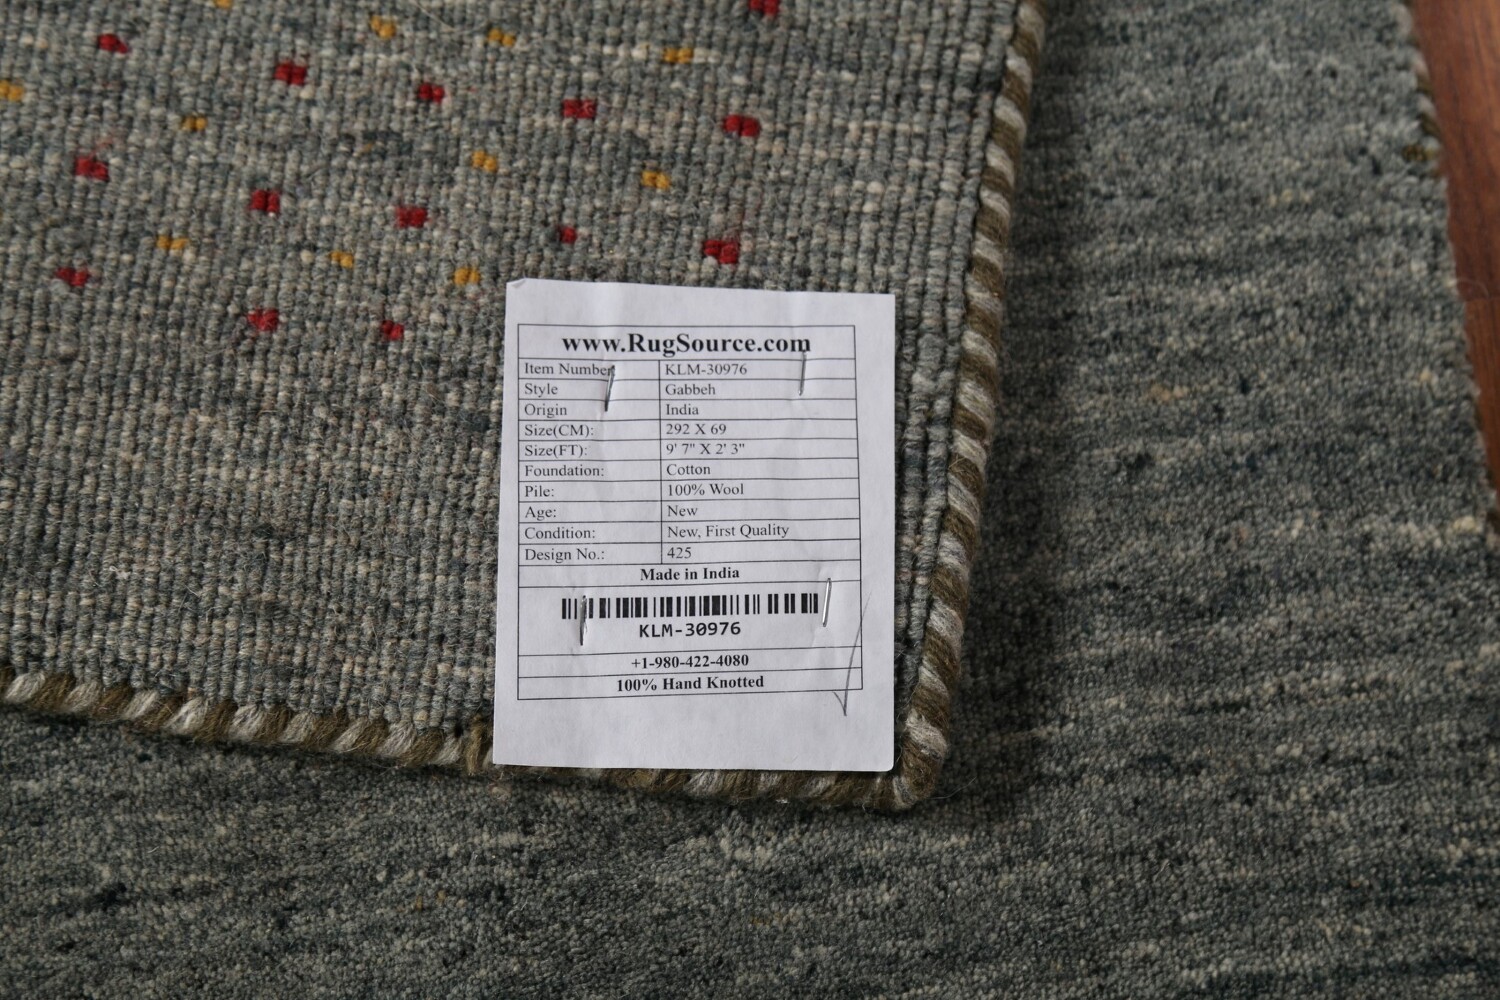 www.RugSource.com
Item Number KLM-30976
Style Gabbeh
Origin India
Size(CM): 292 X 69
Size(FT): 9' 7" X 2' 3"
Foundation: Cotton
Pile: 100% Wool
Age: New
Condition: New, First Quality
Design No.: 425
Made in India
KLM-30976
+1-980-422-4080
100% Hand Knotted